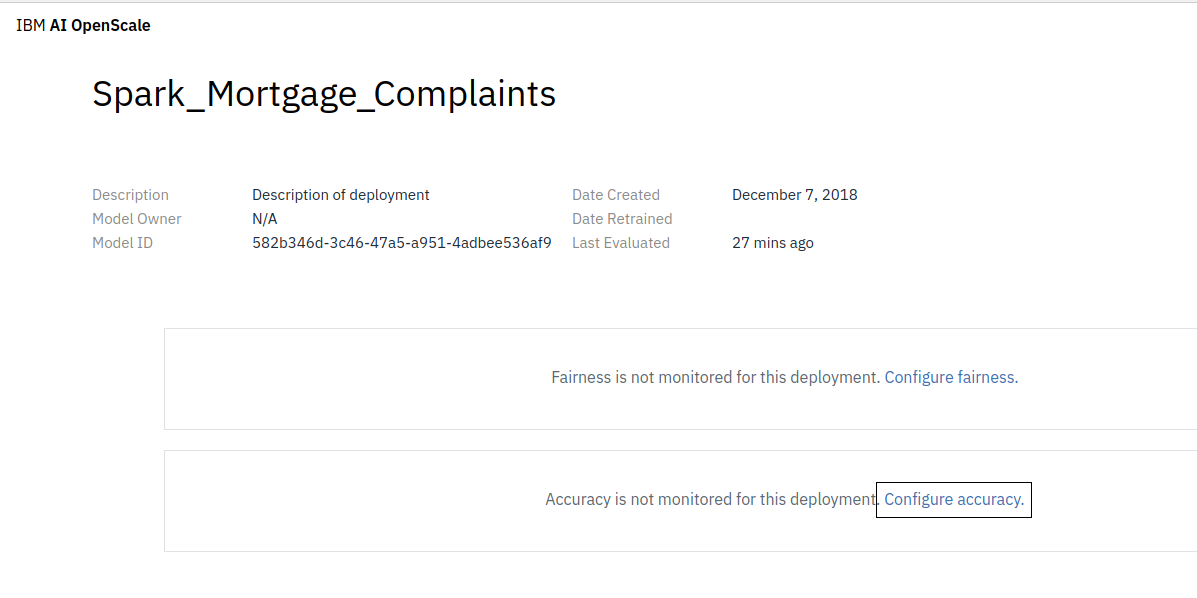 IBM AI OpenScale
Spark_Mortgage_Complaints
Description Description of deployment Date Created December 7, 2018
Model Owner N/A Date Retrained
Model ID 582b346d-3c46-47a5-a951-4adbee536af9 Last Evaluated 27 mins ago
Fairness is not monitored for this deployment. Configure fairness.
Accuracy is not monitored for this deployment. Configure accuracy.